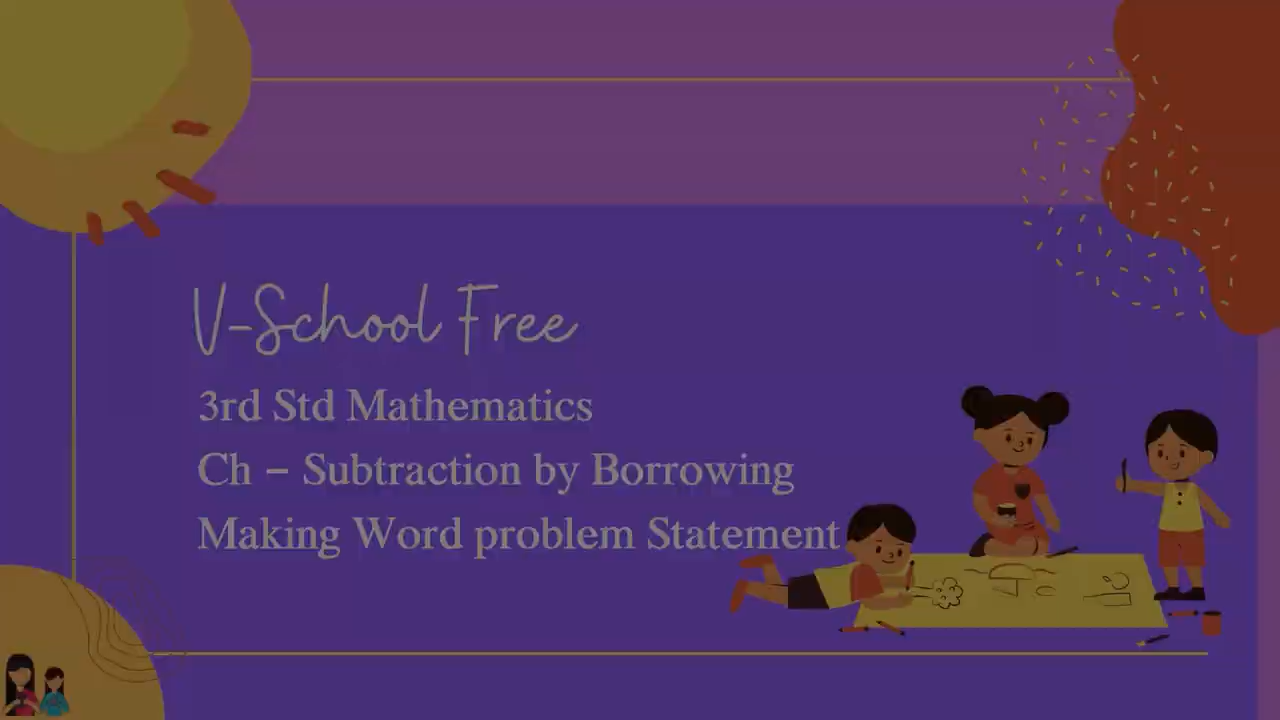 V-School Free
3rd Std Mathematics
Ch – Subtraction by Borrowing
Making Word problem Statement